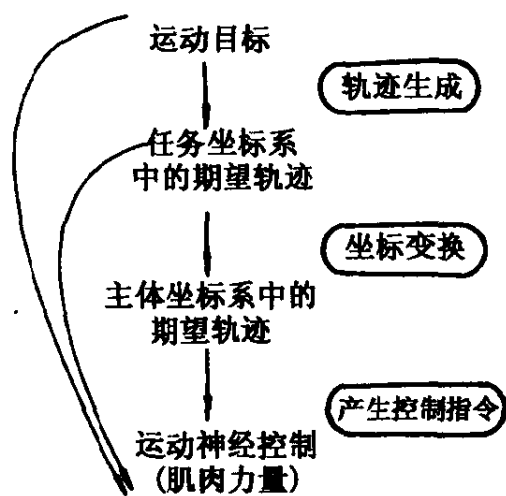 运动目标
轨迹生成
任务坐标系
中的期望轨迹
坐标变换
主体坐标系中的
期望轨迹
产生控制指令
运动神经控制
(肌肉力量)